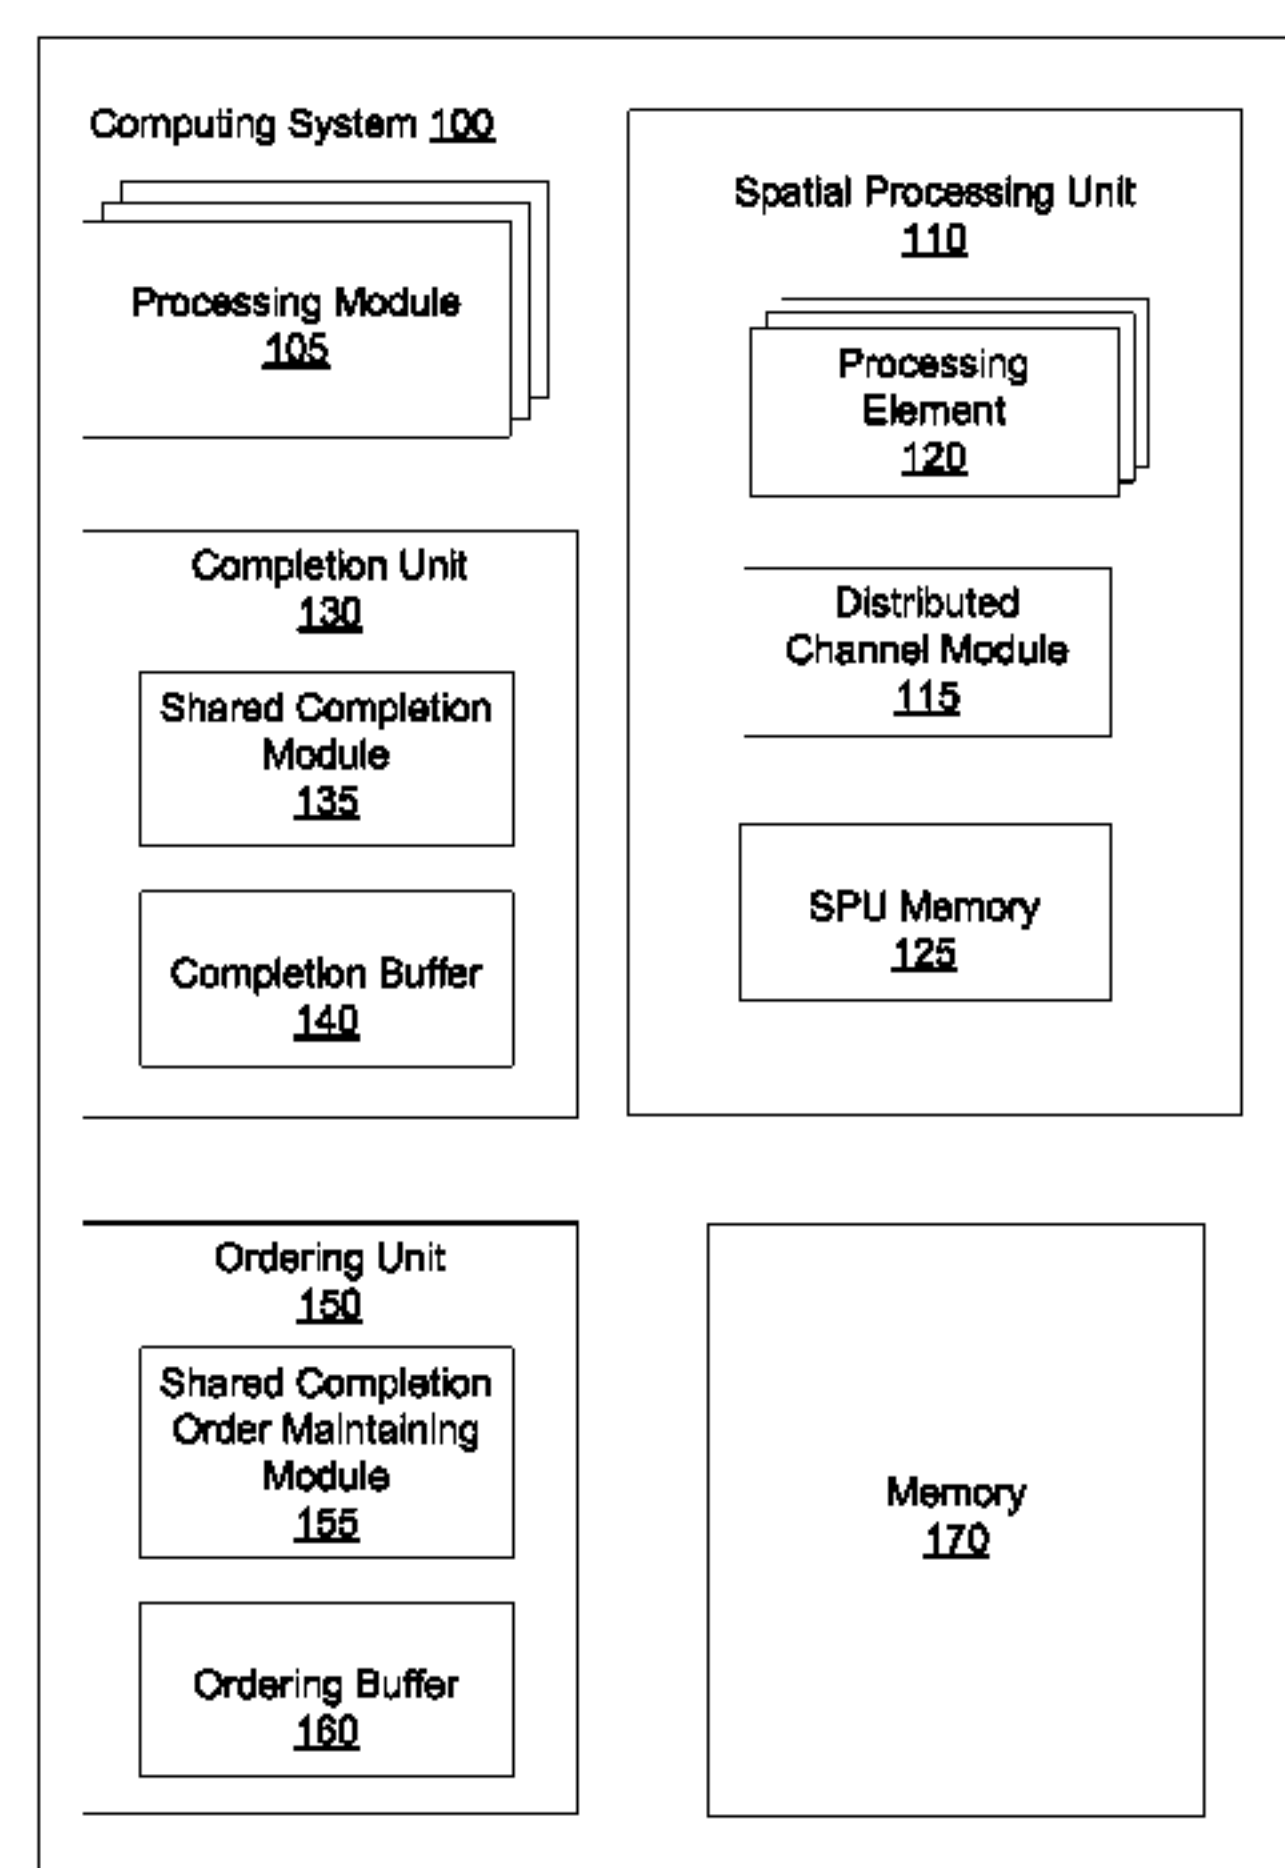 Computing System 100
Processing Module
105
Spatial Processing Unit
110
Processing
Element
120
Distributed
Channel Module
115
SPU Memory
125
Completion Unit
130
Shared Completion
Module
135
Completion Buffer
140
Ordering Unit
150
Shared Completion
Order Maintaining
Module
155
Ordering Buffer
160
Memory
170